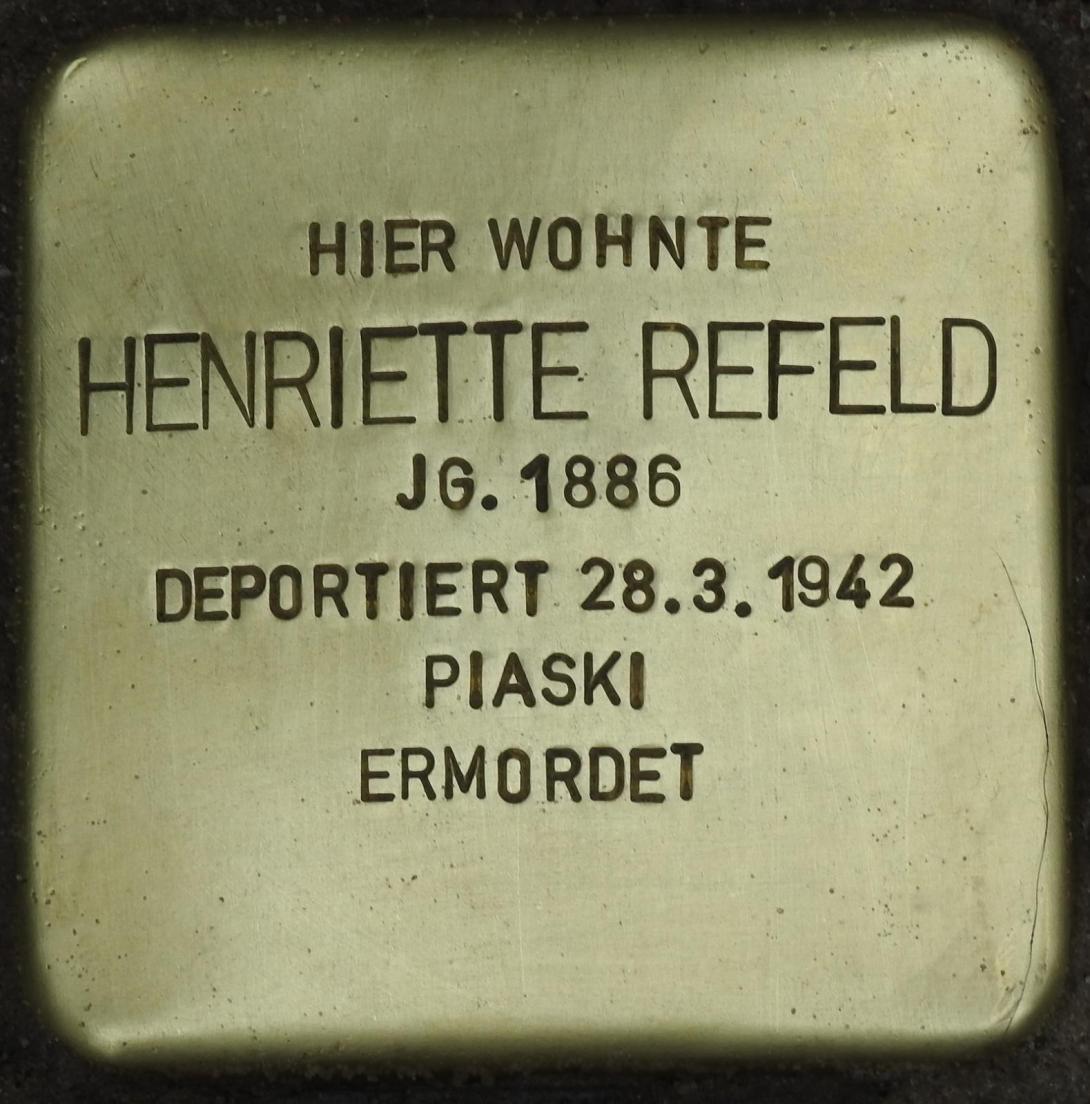 HIER WOHNTE
HENRIETTE REFELD
JG. 1886
DEPORTIERT 28.3.1942
PIASKI
ERMORDET